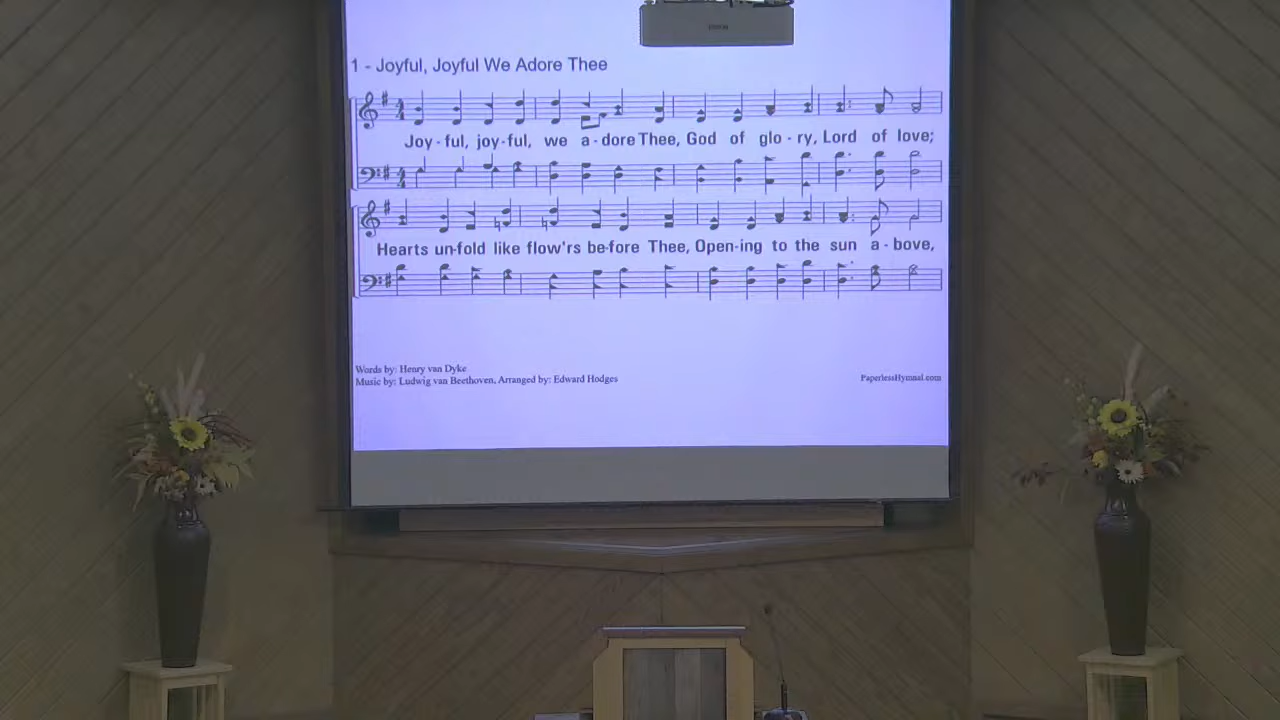 1 - Joyful, Joyful We Adore Thee
Joy - ful, joy - ful, we a - dore Thee, God of glo - ry, Lord of love;
Hearts un-fold like flow'rs be-fore Thee, Open-ing to the sun a - bove,
Words by: Henry van Dyke
Music by: Ludwig van Beethoven, Arranged by: Edward Hodges
PaperlessHymnal.com